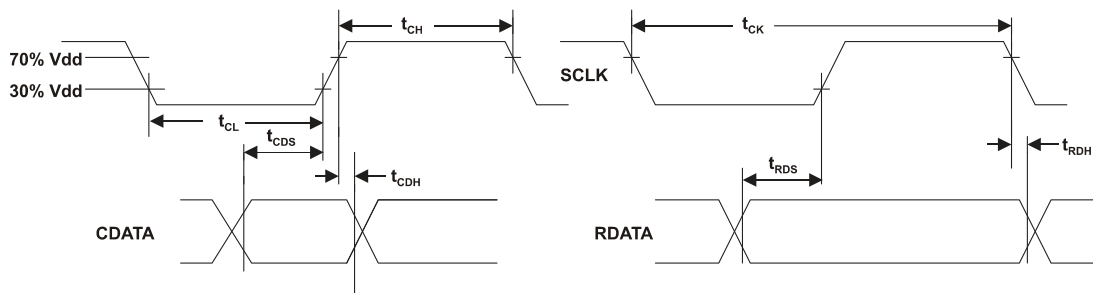 t_CH
t_CK
70% Vdd
SCLK
30% Vdd
t_CL
t_CDS
t_CDH
t_RDS
t_RDH
CDATA
RDATA